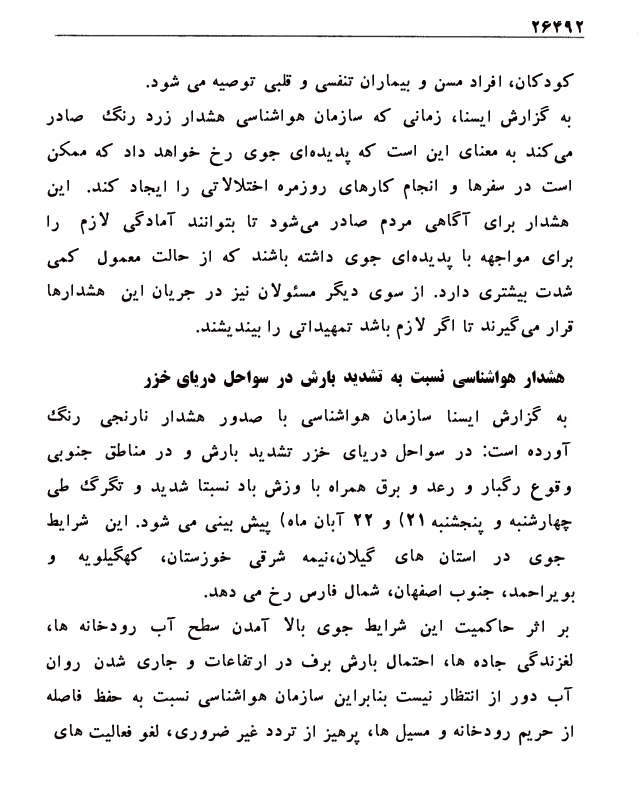 ۲۶۴۹۲
کودکان، افراد مسن و بیماران تنفسی و قلبی توصیه می شود.
به گزارش ایسنا، زمانی که سازمان هواشناسی هشدار زرد رنگ صادر
می‌کند به معنای این است که پدیده‌ای جوی رخ خواهد داد که ممکن
است در سفرها و انجام کارهای روزمره اختلالاتی را ایجاد کند. این
هشدار برای آگاهی مردم صادر می‌شود تا بتوانند آمادگی لازم را
برای مواجهه با پدیده‌ای جوی داشته باشند که از حالت معمول کمی
شدت بیشتری دارد. از سوی دیگر مسئولان نیز در جریان این هشدارها
قرار می‌گیرند تا اگر لازم باشد تمهیداتی را بیندیشند.
هشدار هواشناسی نسبت به تشدید بارش در سواحل دریای خزر
به گزارش ایسنا سازمان هواشناسی با صدور هشدار نارنجی رنگ
آورده است: در سواحل دریای خزر تشدید بارش و در مناطق جنوبی
وقوع رگبار و رعد و برق همراه با وزش باد نسبتا شدید و تگرگ طی
چهارشنبه و پنجشنبه ۲۱) و ۲۲ آبان ماه) پیش بینی می شود. این شرایط
جوی در استان های گیلان،نیمه شرقی خوزستان، کهگیلویه و
بویراحمد، جنوب اصفهان، شمال فارس رخ می دهد.
بر اثر حاکمیت این شرایط جوی بالا آمدن سطح آب رودخانه ها،
لغزندگی جاده ها، احتمال بارش برف در ارتفاعات و جاری شدن روان
آب دور از انتظار نیست بنابراین سازمان هواشناسی نسبت به حفظ فاصله
از حریم رودخانه و مسیل ها، پرهیز از تردد غیر ضروری، لغو فعالیت های